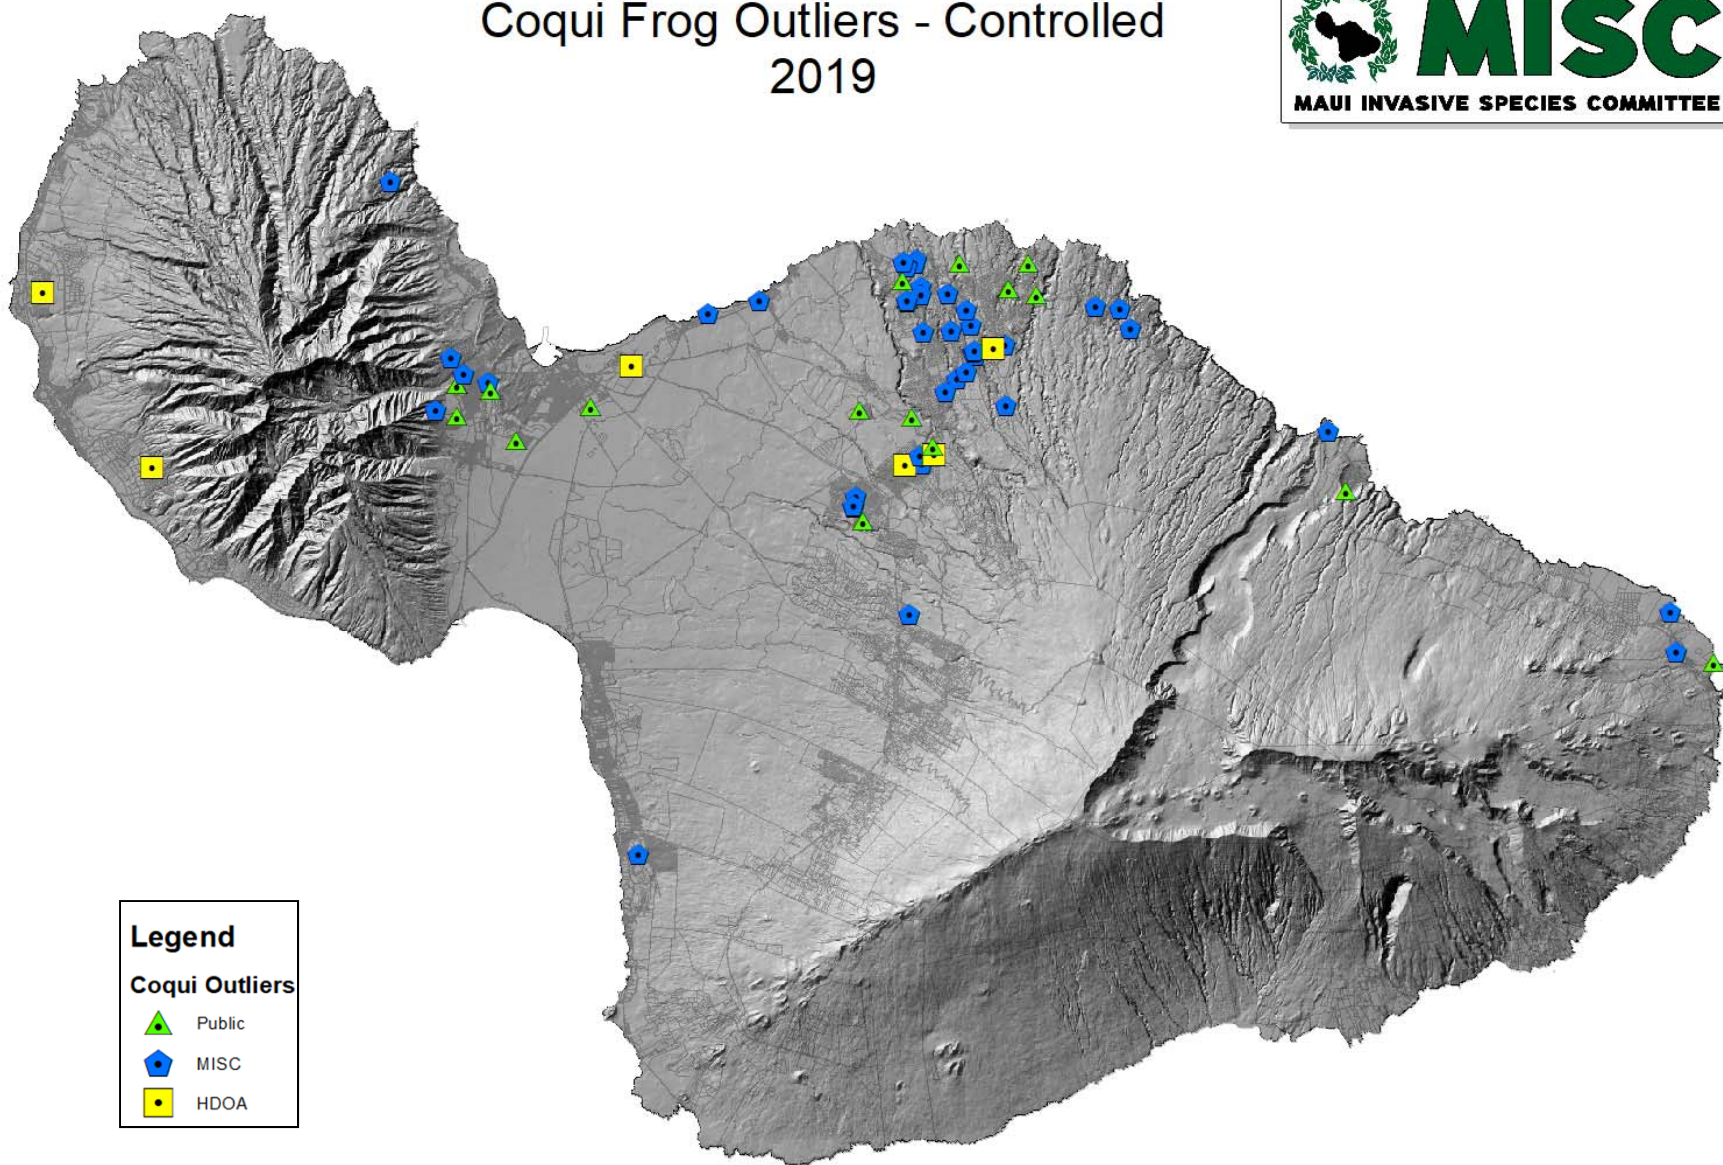 Coqui Frog Outliers - Controlled
2019
MISC
MAUI INVASIVE SPECIES COMMITTEE
Legend
Coqui Outliers
Public
MISC
HDOA